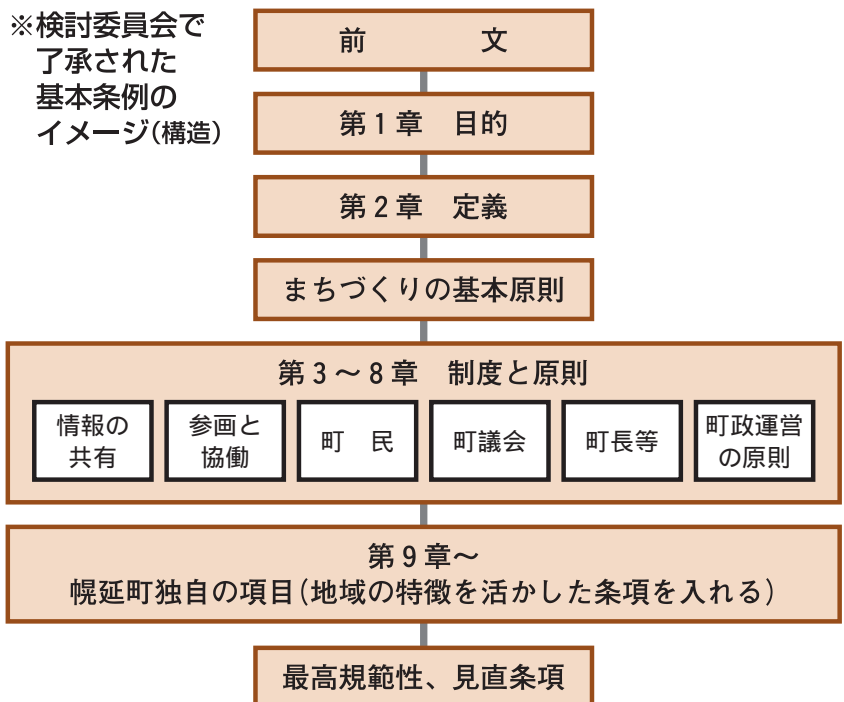 ※検討委員会で
了承された
基本条例の
イメージ(構造)
前　文
第1章　目的
第2章　定義
まちづくりの基本原則
第3〜8章　制度と原則
情報の
共有
参画と
協働
町　民
町議会
町長等
町政運営
の原則
第9章〜
幌延町独自の項目(地域の特徴を活かした条項を入れる)
最高規範性、見直条項